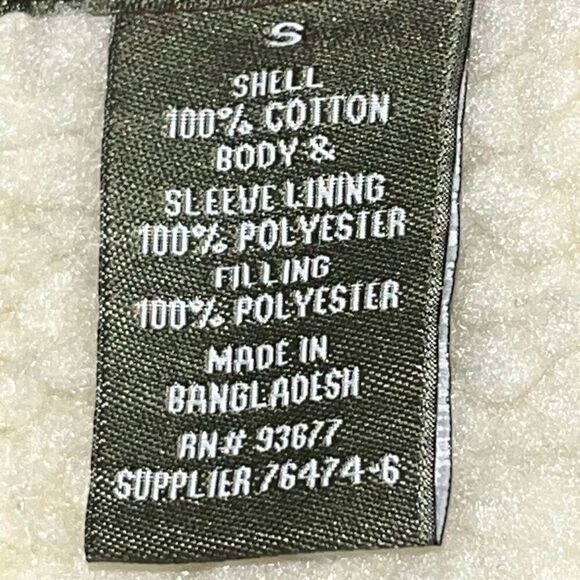 S
SHELL
100% COTTON
BODY &
SLEEVE LINING
100% POLYESTER
FILLING
100% POLYESTER
MADE IN
BANGLADESH
RN# 93677
SUPPLIER 76474-6